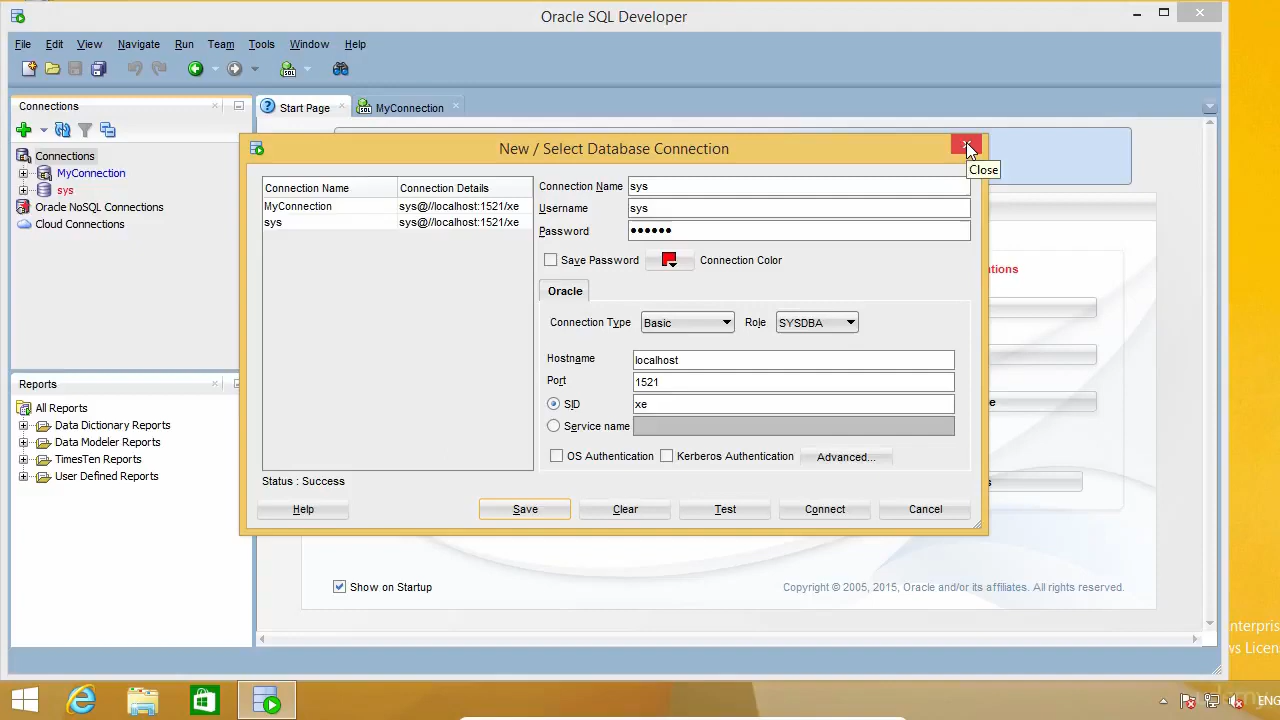 Oracle SQL Developer
File Edit View Navigate Run Team Tools Window Help
Connections
Start Page
MyConnection
Connections
MyConnection
sys
Oracle NoSQL Connections
Cloud Connections
New / Select Database Connection
Close
Connection Name Connection Details
MyConnection sys@//localhost:1521/xe
sys sys@//localhost:1521/xe
Connection Name sys
Username sys
Password ••••••
Save Password Connection Color
Oracle
Connection Type Basic Role SYSDBA
Hostname localhost
Port 1521
SID xe
Service name
OS Authentication Kerberos Authentication Advanced...
Status : Success
Help Save Clear Test Connect Cancel
Reports
All Reports
Data Dictionary Reports
Data Modeler Reports
TimesTen Reports
User Defined Reports
Show on Startup
Copyright © 2005, 2015, Oracle and/or its affiliates. All rights reserved.
ENG